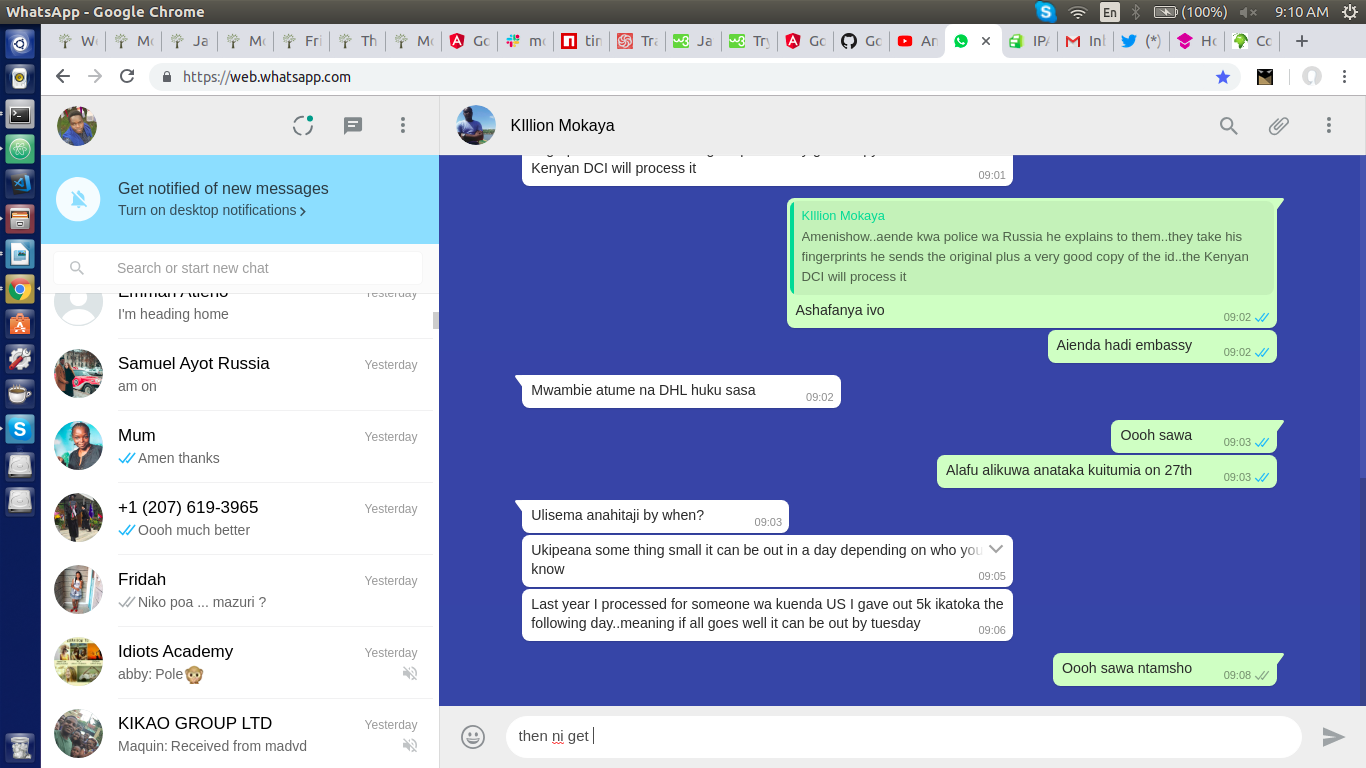 WhatsApp - Google Chrome
En
(100%)
9:10 AM
We
Mc
Ja
Mc
Fri
Th
Mc
Go
mo
tin
Tra
Ja
Try
Go
Go
An
IPA
Inl
(*)
Ho
Co
https://web.whatsapp.com
KIllion Mokaya
Get notified of new messages
Turn on desktop notifications
Search or start new chat
Emmah Atieno
Yesterday
I'm heading home
Samuel Ayot Russia
Yesterday
am on
Mum
Yesterday
Amen thanks
+1 (207) 619-3965
Yesterday
Oooh much better
Fridah
Yesterday
Niko poa ... mazuri ?
Idiots Academy
Yesterday
abby: Pole🙊
KIKAO GROUP LTD
Yesterday
Maquin: Received from madvd
Kenyan DCI will process it
09:01
KIllion Mokaya
Amenishow..aende kwa police wa Russia he explains to them..they take his
fingerprints he sends the original plus a very good copy of the id..the Kenyan
DCI will process it
Ashafanya ivo
09:02
Aienda hadi embassy
09:02
Mwambie atume na DHL huku sasa
09:02
Oooh sawa
09:03
Alafu alikuwa anataka kuitumia on 27th
09:03
Ulisema anahitaji by when?
09:03
Ukipeana some thing small it can be out in a day depending on who you
know
09:05
Last year I processed for someone wa kuenda US I gave out 5k ikatoka the
following day..meaning if all goes well it can be out by tuesday
09:06
Oooh sawa ntamsho
09:08
then ni get